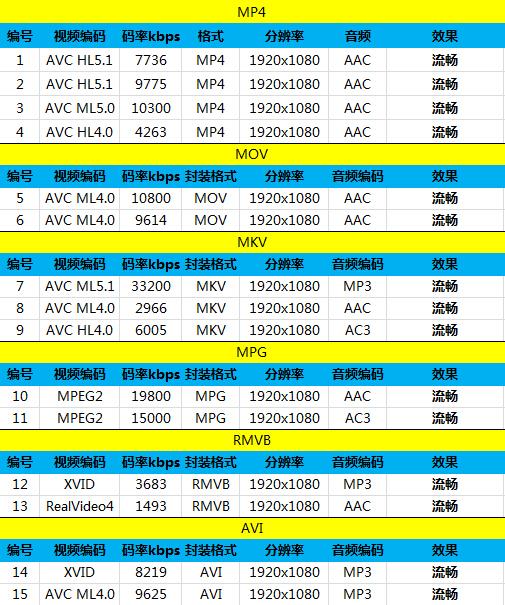 MP4
编号 视频编码 码率kbps 格式 分辨率 音频 效果
1 AVC HL5.1 7736 MP4 1920x1080 AAC 流畅
2 AVC HL5.1 9775 MP4 1920x1080 AAC 流畅
3 AVC ML5.0 10300 MP4 1920x1080 AAC 流畅
4 AVC HL4.0 4263 MP4 1920x1080 AAC 流畅
MOV
编号 视频编码 码率kbps 封装格式 分辨率 音频编码 效果
5 AVC ML4.0 10800 MOV 1920x1080 AAC 流畅
6 AVC ML4.0 9614 MOV 1920x1080 AAC 流畅
MKV
编号 视频编码 码率kbps 封装格式 分辨率 音频编码 效果
7 AVC ML5.1 33200 MKV 1920x1080 MP3 流畅
8 AVC ML4.0 2966 MKV 1920x1080 AAC 流畅
9 AVC HL4.0 6005 MKV 1920x1080 AC3 流畅
MPG
编号 视频编码 码率kbps 封装格式 分辨率 音频编码 效果
10 MPEG2 19800 MPG 1920x1080 AAC 流畅
11 MPEG2 15000 MPG 1920x1080 AC3 流畅
RMVB
编号 视频编码 码率kbps 封装格式 分辨率 音频编码 效果
12 XVID 3683 RMVB 1920x1080 MP3 流畅
13 RealVideo4 1493 RMVB 1920x1080 AAC 流畅
AVI
编号 视频编码 码率kbps 封装格式 分辨率 音频编码 效果
14 XVID 8219 AVI 1920x1080 MP3 流畅
15 AVC ML4.0 9625 AVI 1920x1080 MP3 流畅